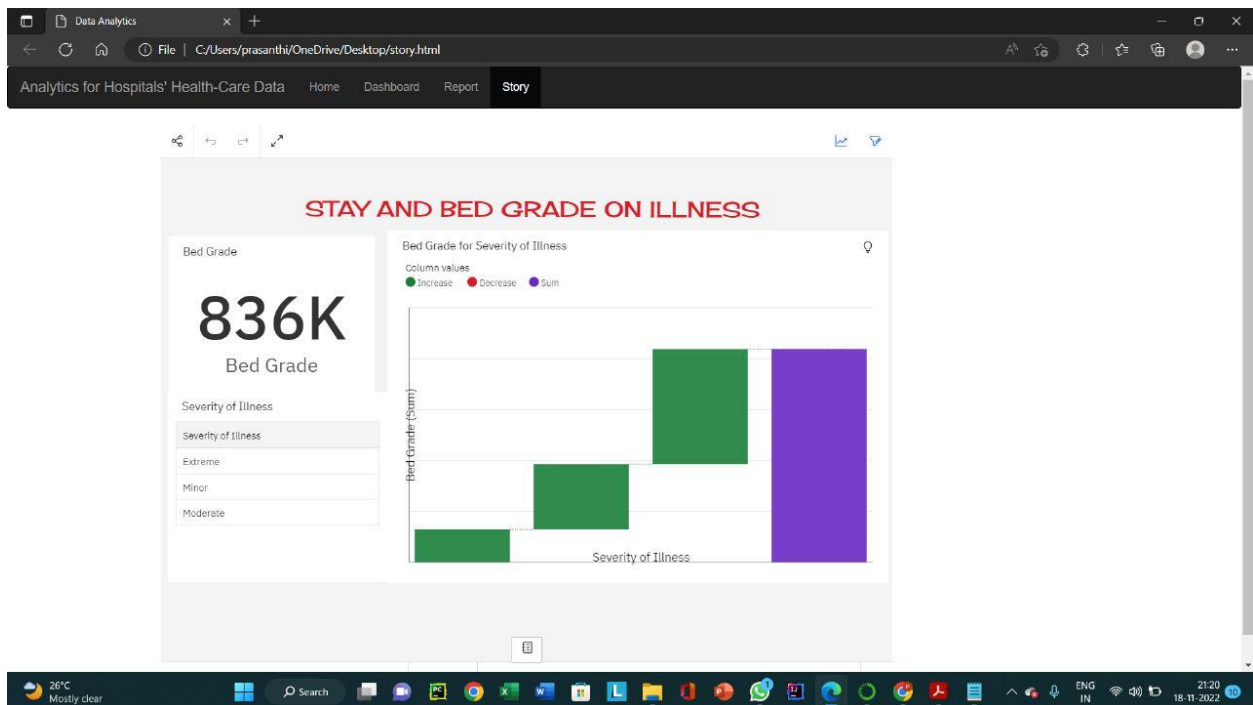 Data Analytics
File | C:/Users/prasanthi/OneDrive/Desktop/story.html
Analytics for Hospitals' Health-Care Data Home Dashboard Report Story
STAY AND BED GRADE ON ILLNESS
Bed Grade
836K
Bed Grade
Severity of Illness
Severity of Illness
Extreme
Minor
Moderate
Bed Grade for Severity of Illness
Column values
Increase Decrease Sum
Bed Grade (Sum)
Severity of Illness
26°C
Mostly clear
Search
ENG
IN
21:20
18-11-2022
10